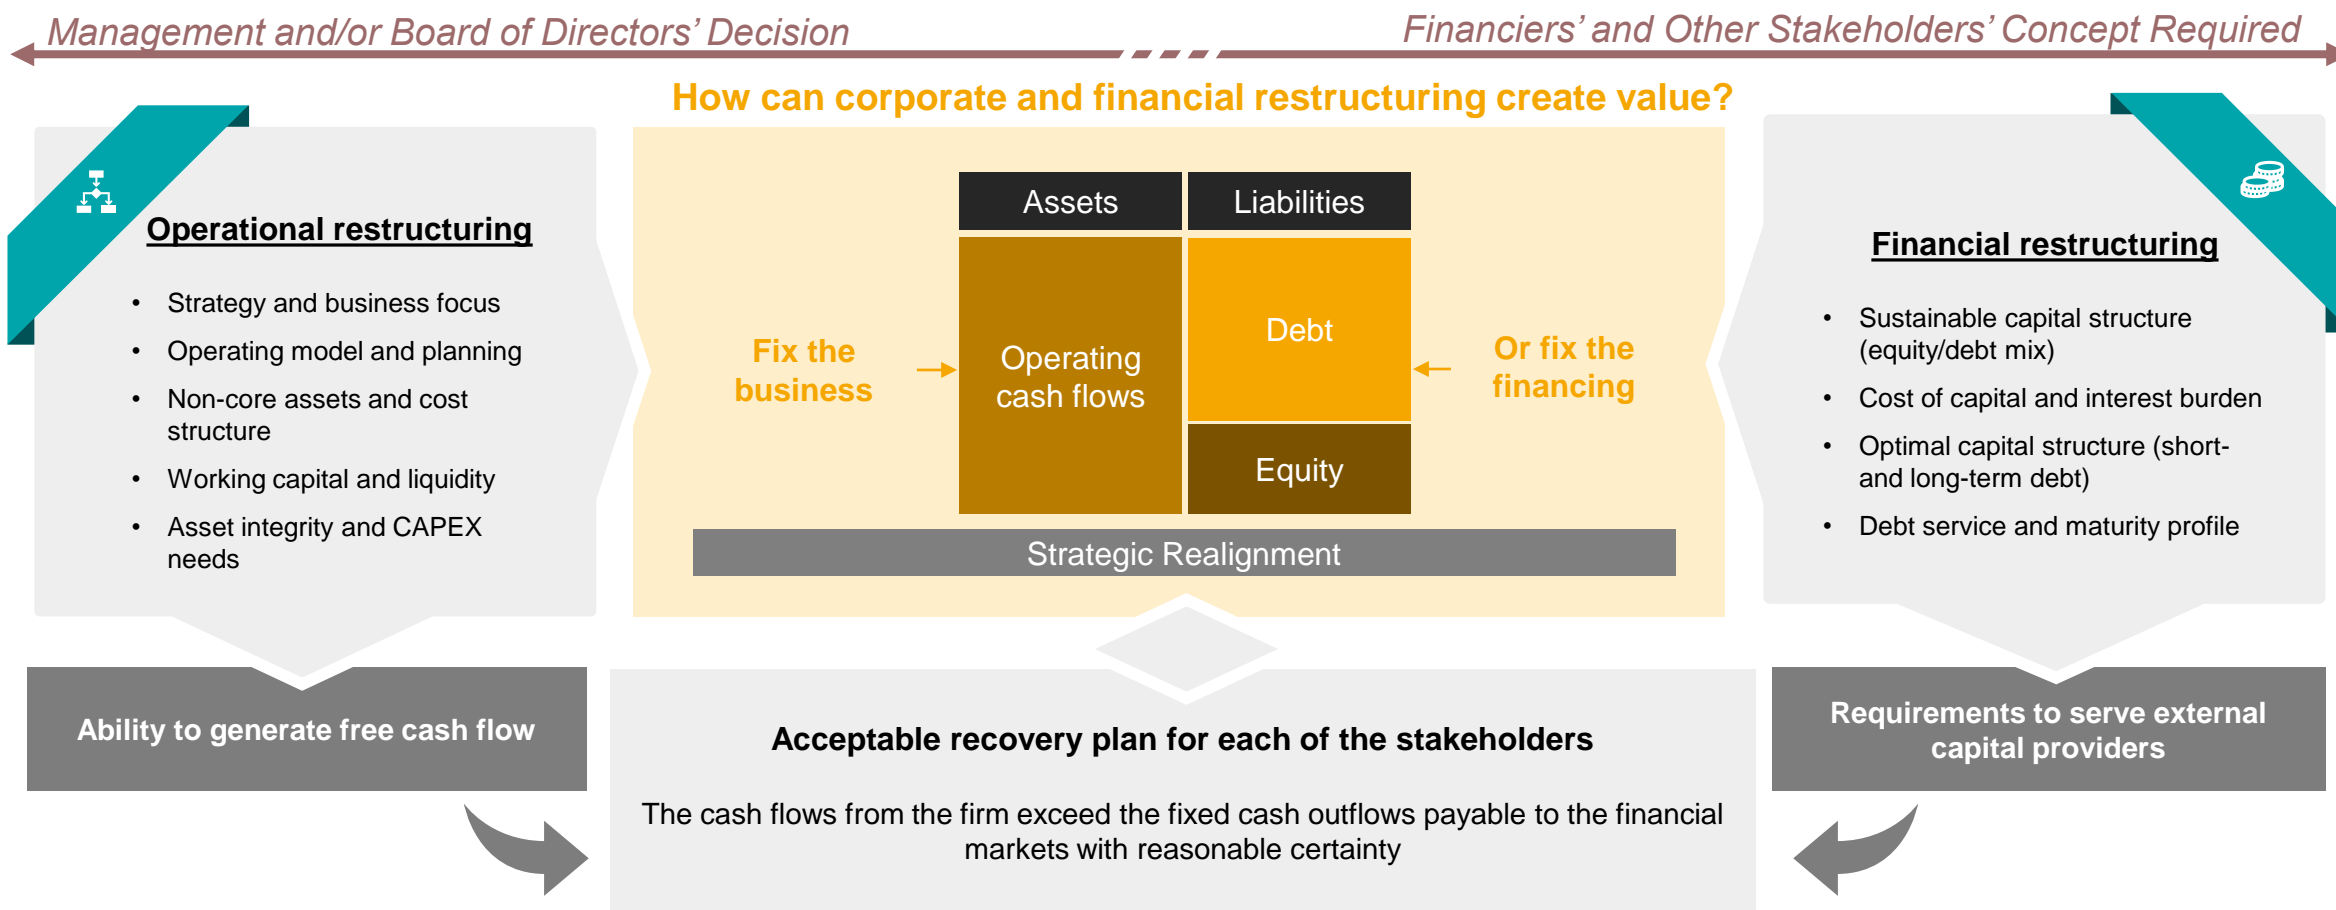 Management and/or Board of Directors’ Decision
Financiers’ and Other Stakeholders’ Concept Required
How can corporate and financial restructuring create value?
Operational restructuring
• Strategy and business focus
• Operating model and planning
• Non-core assets and cost
structure
• Working capital and liquidity
• Asset integrity and CAPEX
needs
Assets
Liabilities
Fix the
business
Operating
cash flows
Debt
Equity
Or fix the
financing
Strategic Realignment
Financial restructuring
• Sustainable capital structure
(equity/debt mix)
• Cost of capital and interest burden
• Optimal capital structure (short-
and long-term debt)
• Debt service and maturity profile
Ability to generate free cash flow
Acceptable recovery plan for each of the stakeholders
The cash flows from the firm exceed the fixed cash outflows payable to the financial
markets with reasonable certainty
Requirements to serve external
capital providers